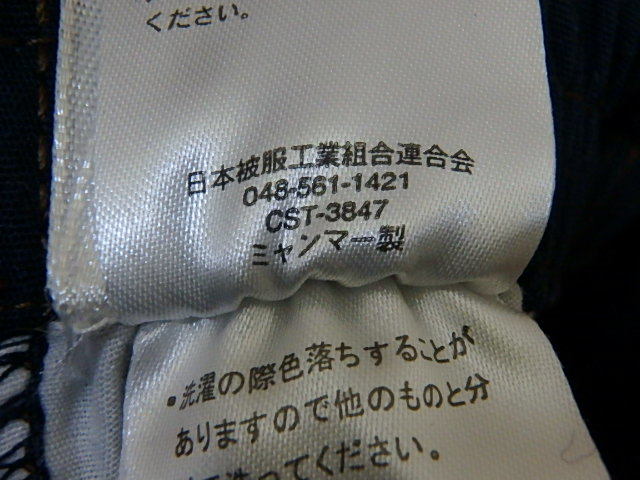 ください。
日本被服工業組合連合会
048-561-1421
CST-3847
ミャンマー製
・洗濯の際色落ちすることが
ありますので他のものと分
て洗ってください。